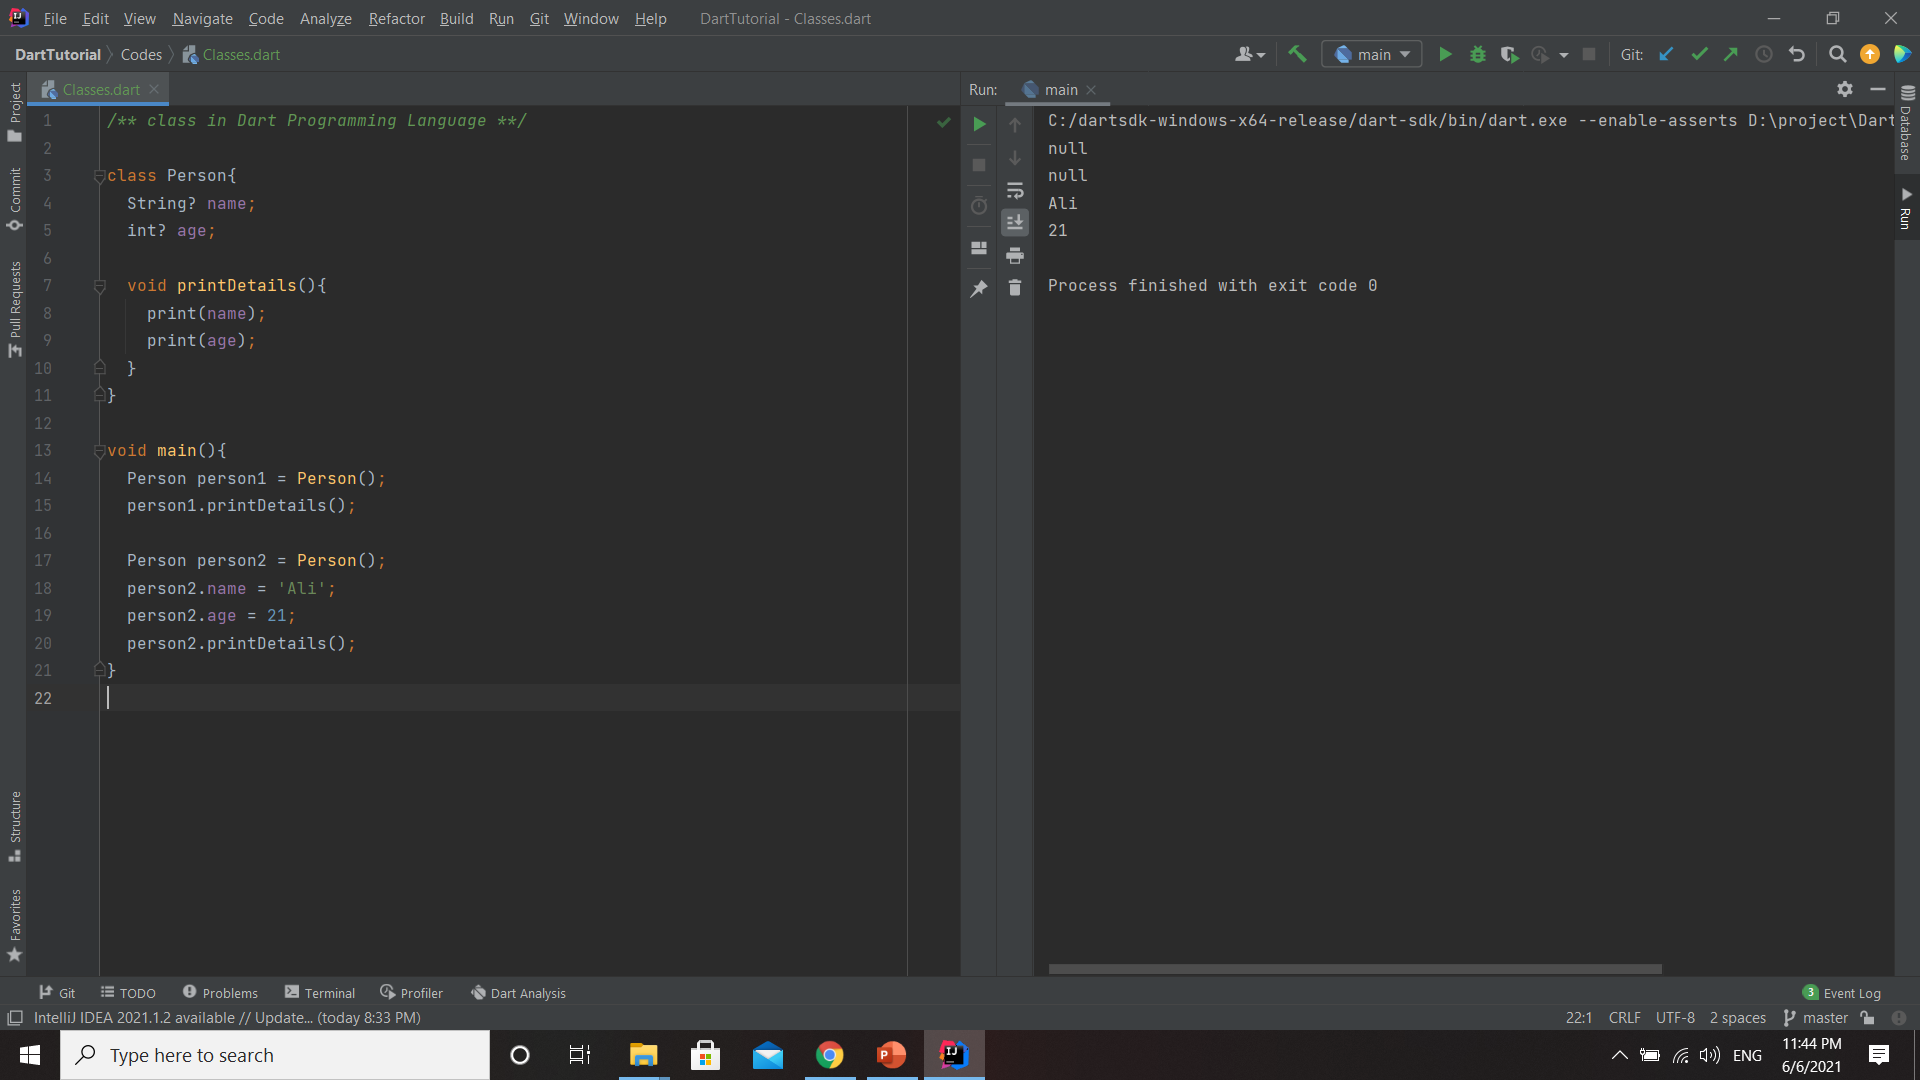 File Edit View Navigate Code Analyze Refactor Build Run Git Window Help DartTutorial - Classes.dart
DartTutorial Codes Classes.dart main Git:
Project
Commit
Pull Requests
Structure
Favorites
Classes.dart
1 /** class in Dart Programming Language **/
2
3 class Person{
4 String? name;
5 int? age;
6
7 void printDetails(){
8 print(name);
9 print(age);
10 }
11 }
12
13 void main(){
14 Person person1 = Person();
15 person1.printDetails();
16
17 Person person2 = Person();
18 person2.name = 'Ali';
19 person2.age = 21;
20 person2.printDetails();
21 }
22
Run: main
C:/dartsdk-windows-x64-release/dart-sdk/bin/dart.exe --enable-asserts D:\project\Dart
null
null
Ali
21
Process finished with exit code 0
Database
Run
Git TODO Problems Terminal Profiler Dart Analysis 3 Event Log
IntelliJ IDEA 2021.1.2 available // Update... (today 8:33 PM) 22:1 CRLF UTF-8 2 spaces master
Type here to search
P
IJ
ENG
11:44 PM
6/6/2021